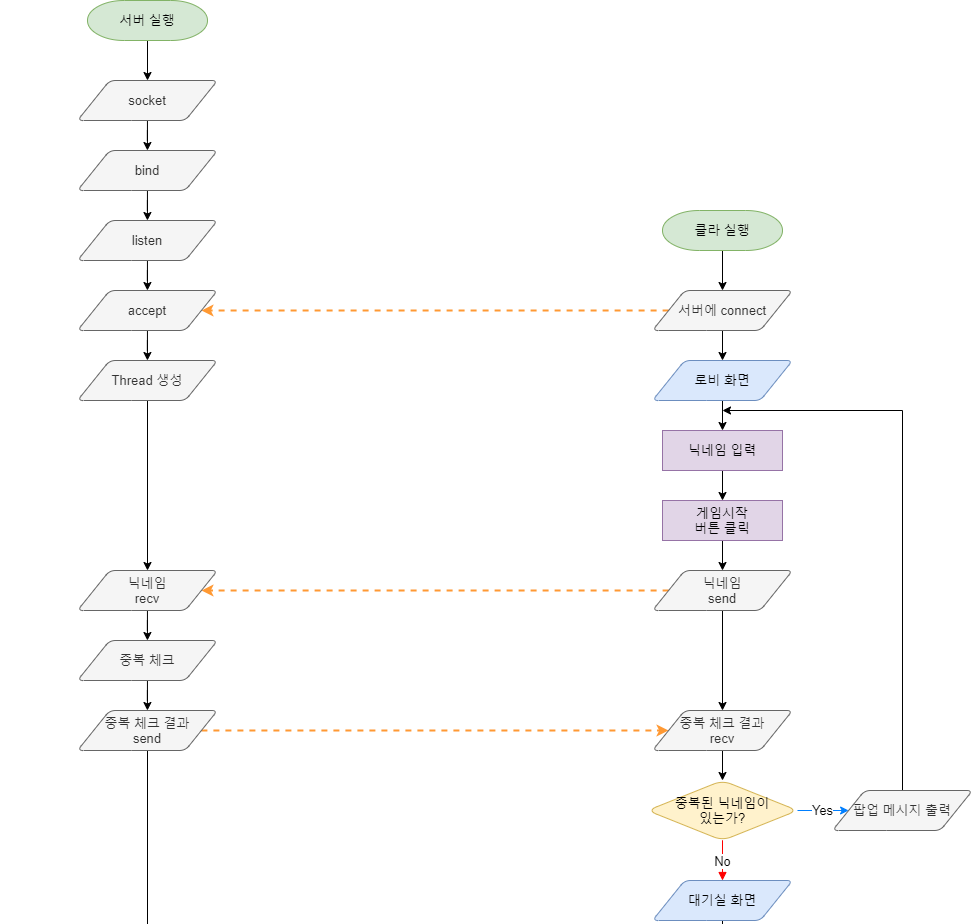 서버 실행
socket
bind
listen
accept
Thread 생성
닉네임
recv
중복 체크
중복 체크 결과
send
클라 실행
서버에 connect
로비 화면
닉네임 입력
게임시작
버튼 클릭
닉네임
send
중복 체크 결과
recv
중복된 닉네임이
있는가?
Yes
팝업 메시지 출력
No
대기실 화면